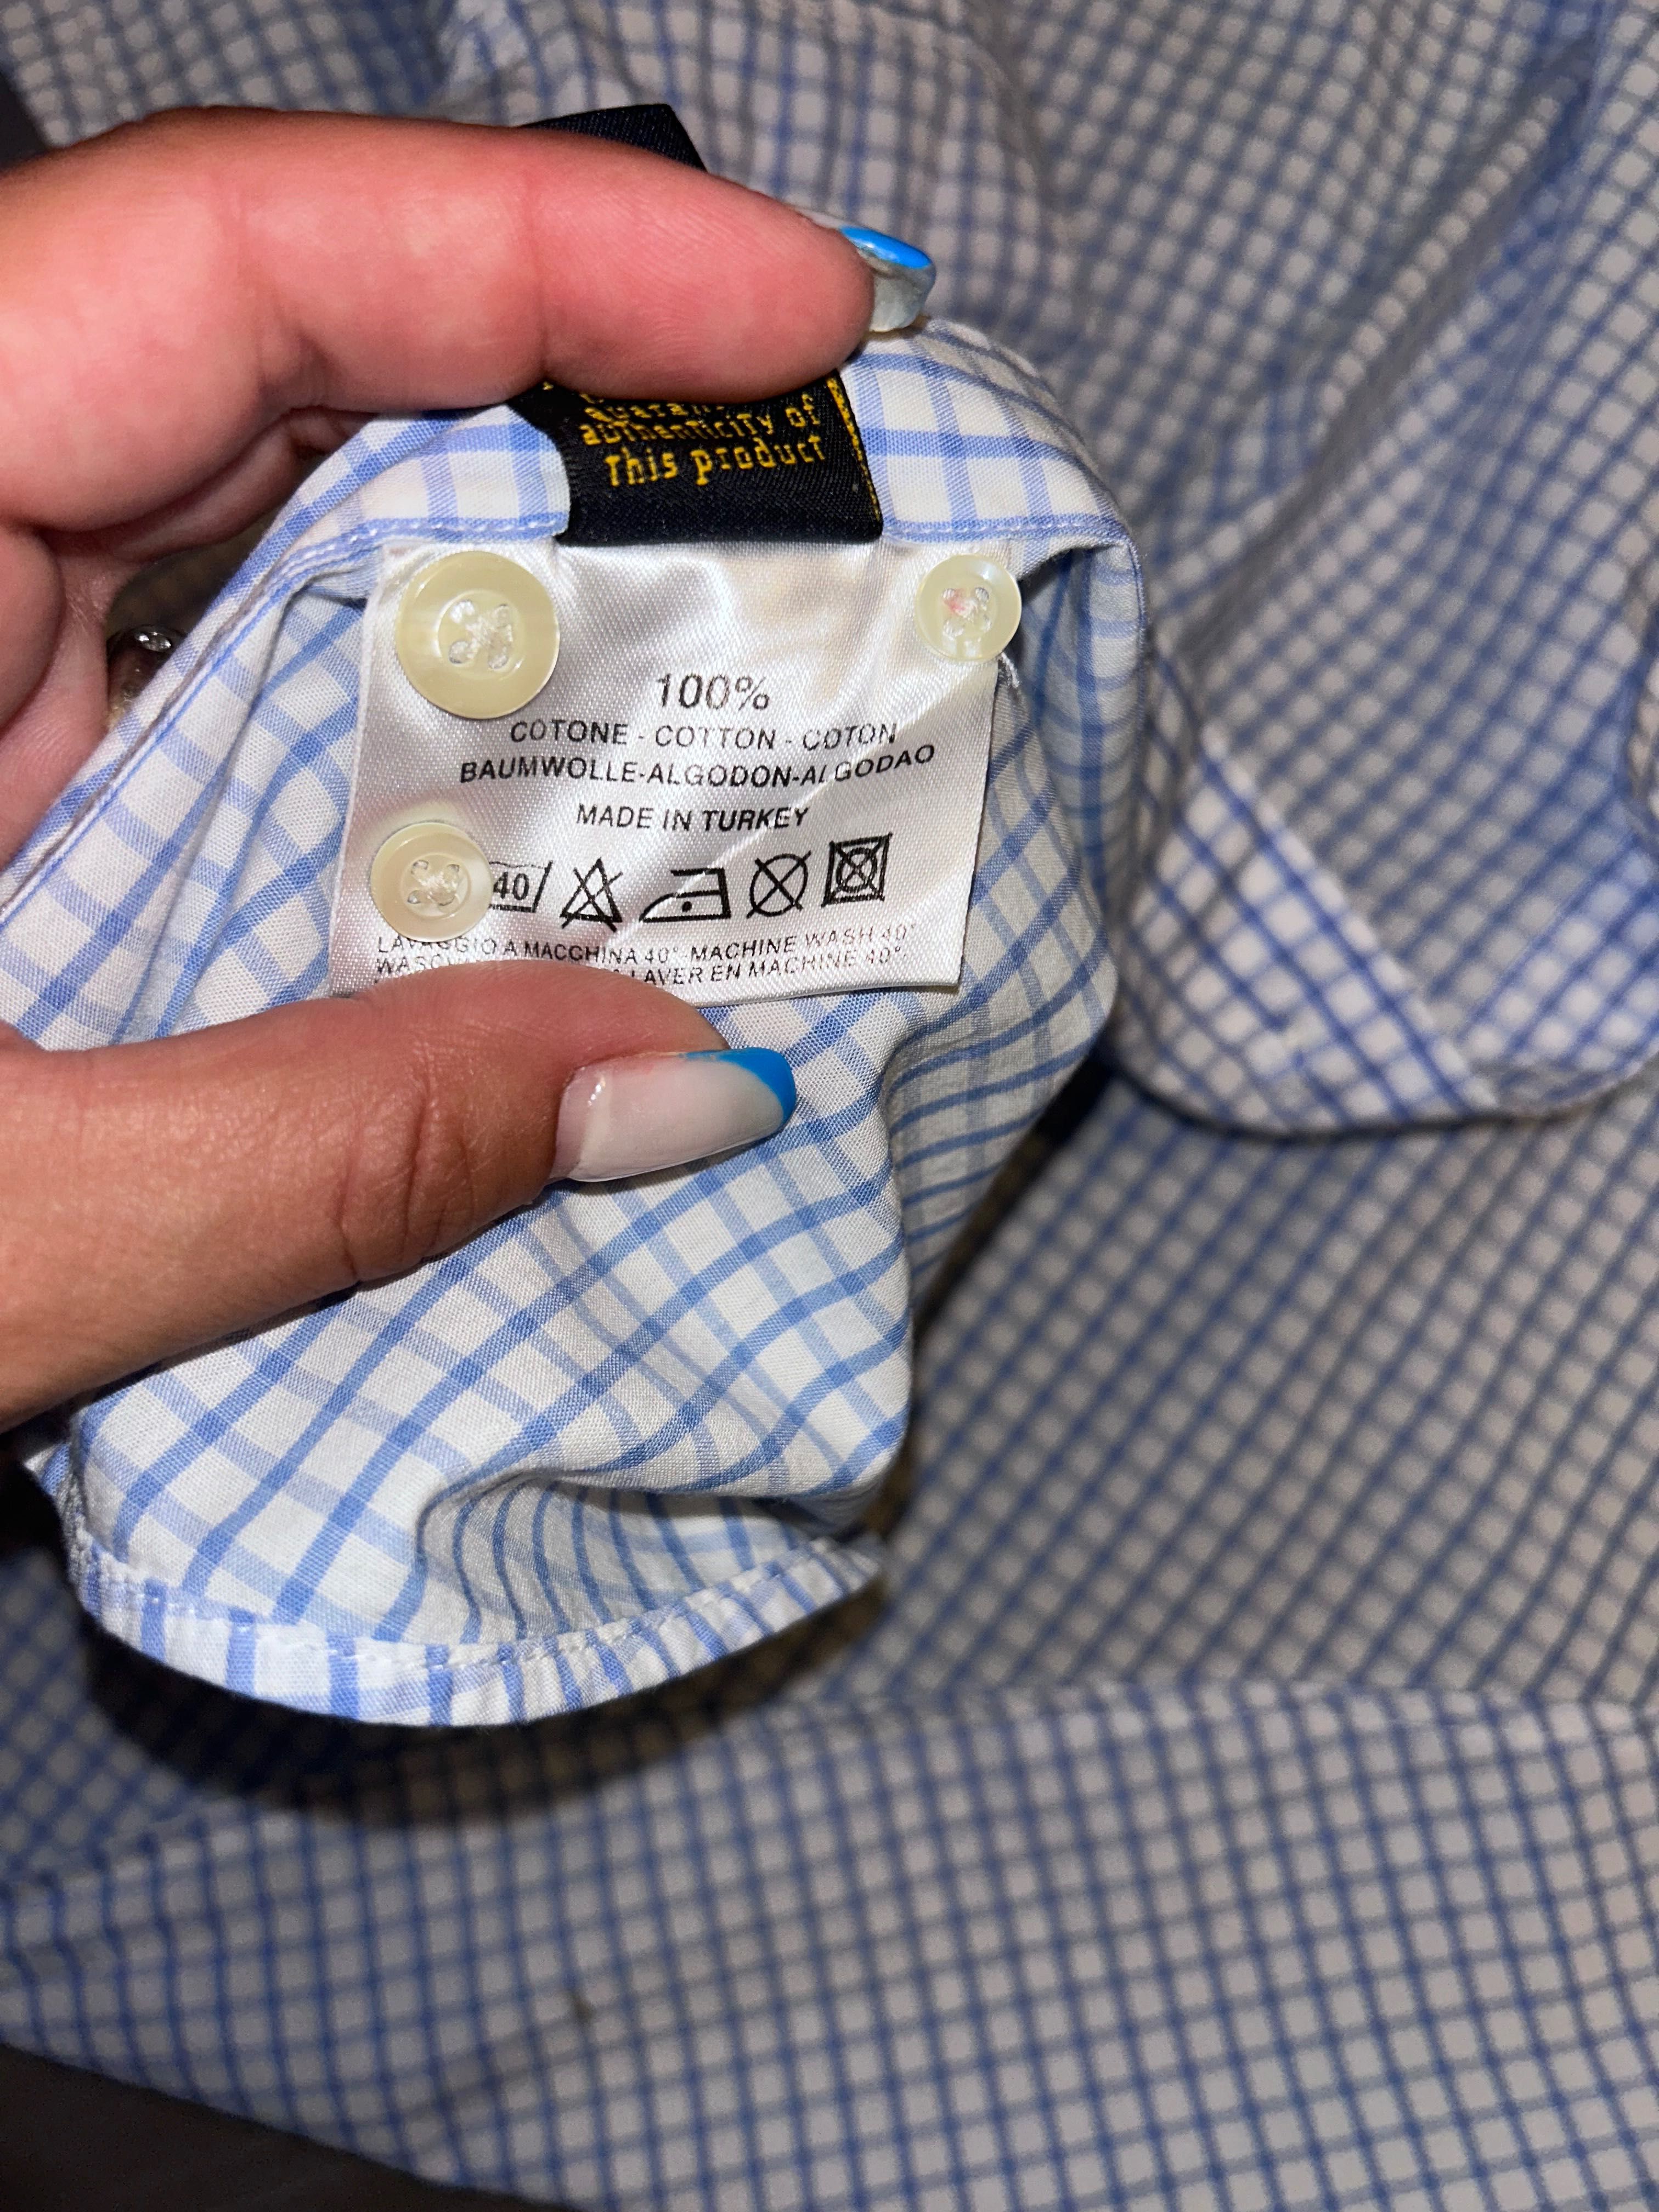 authenticity of
This product
100%
COTONE - COTTON - COTON
BAUMWOLLE-ALGODON-ALGODAO
MADE IN TURKEY
40
LAVAGGIO A MACCHINA 40° MACHINE WASH 40°
LAVER EN MACHINE 40°